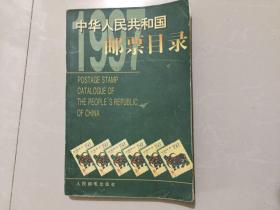 1997
中华人民共和国
邮票目录
POSTAGE STAMP
CATALOGUE OF
THE PEOPLE'S REPUBLIC
OF CHINA
人民邮电出版社